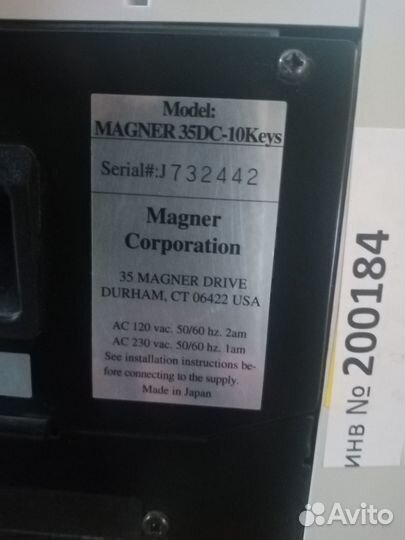 Model:
MAGNER 35DC-10Keys
Serial#:J 732442
Magner
Corporation
35 MAGNER DRIVE
DURHAM, CT 06422 USA
AC 120 vac. 50/60 hz. 2am
AC 230 vac. 50/60 hz. 1am
See installation instructions be-
fore connecting to the supply.
Made in Japan
инв № 200184
Avito